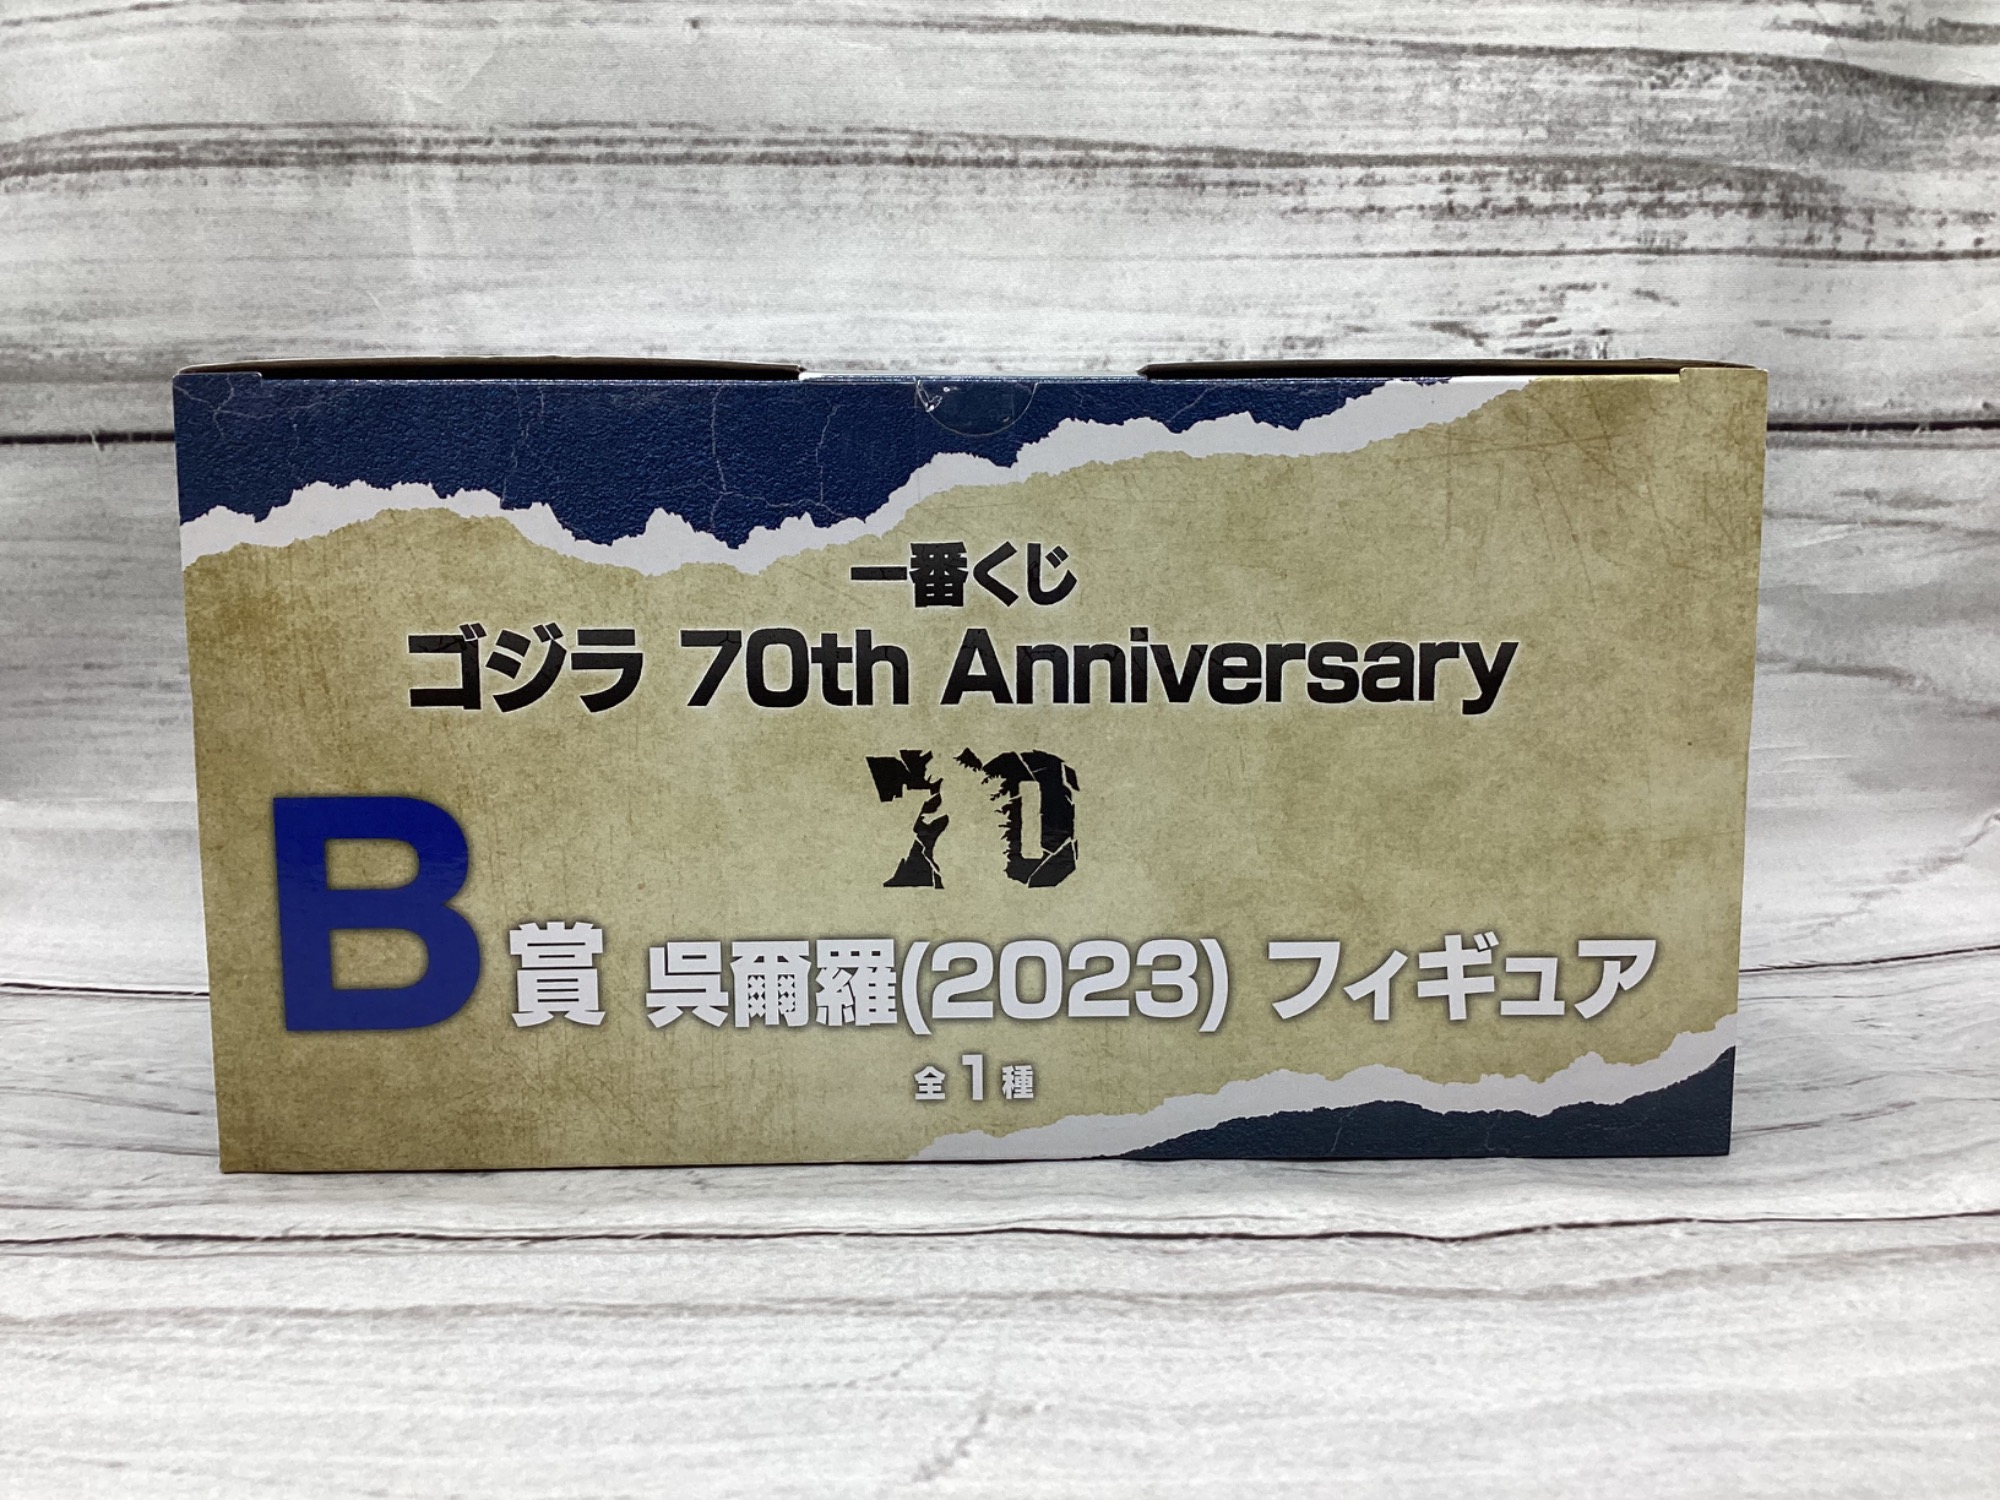 一番くじ
ゴジラ 70th Anniversary
70
B賞 呉爾羅(2023) フィギュア
全1種